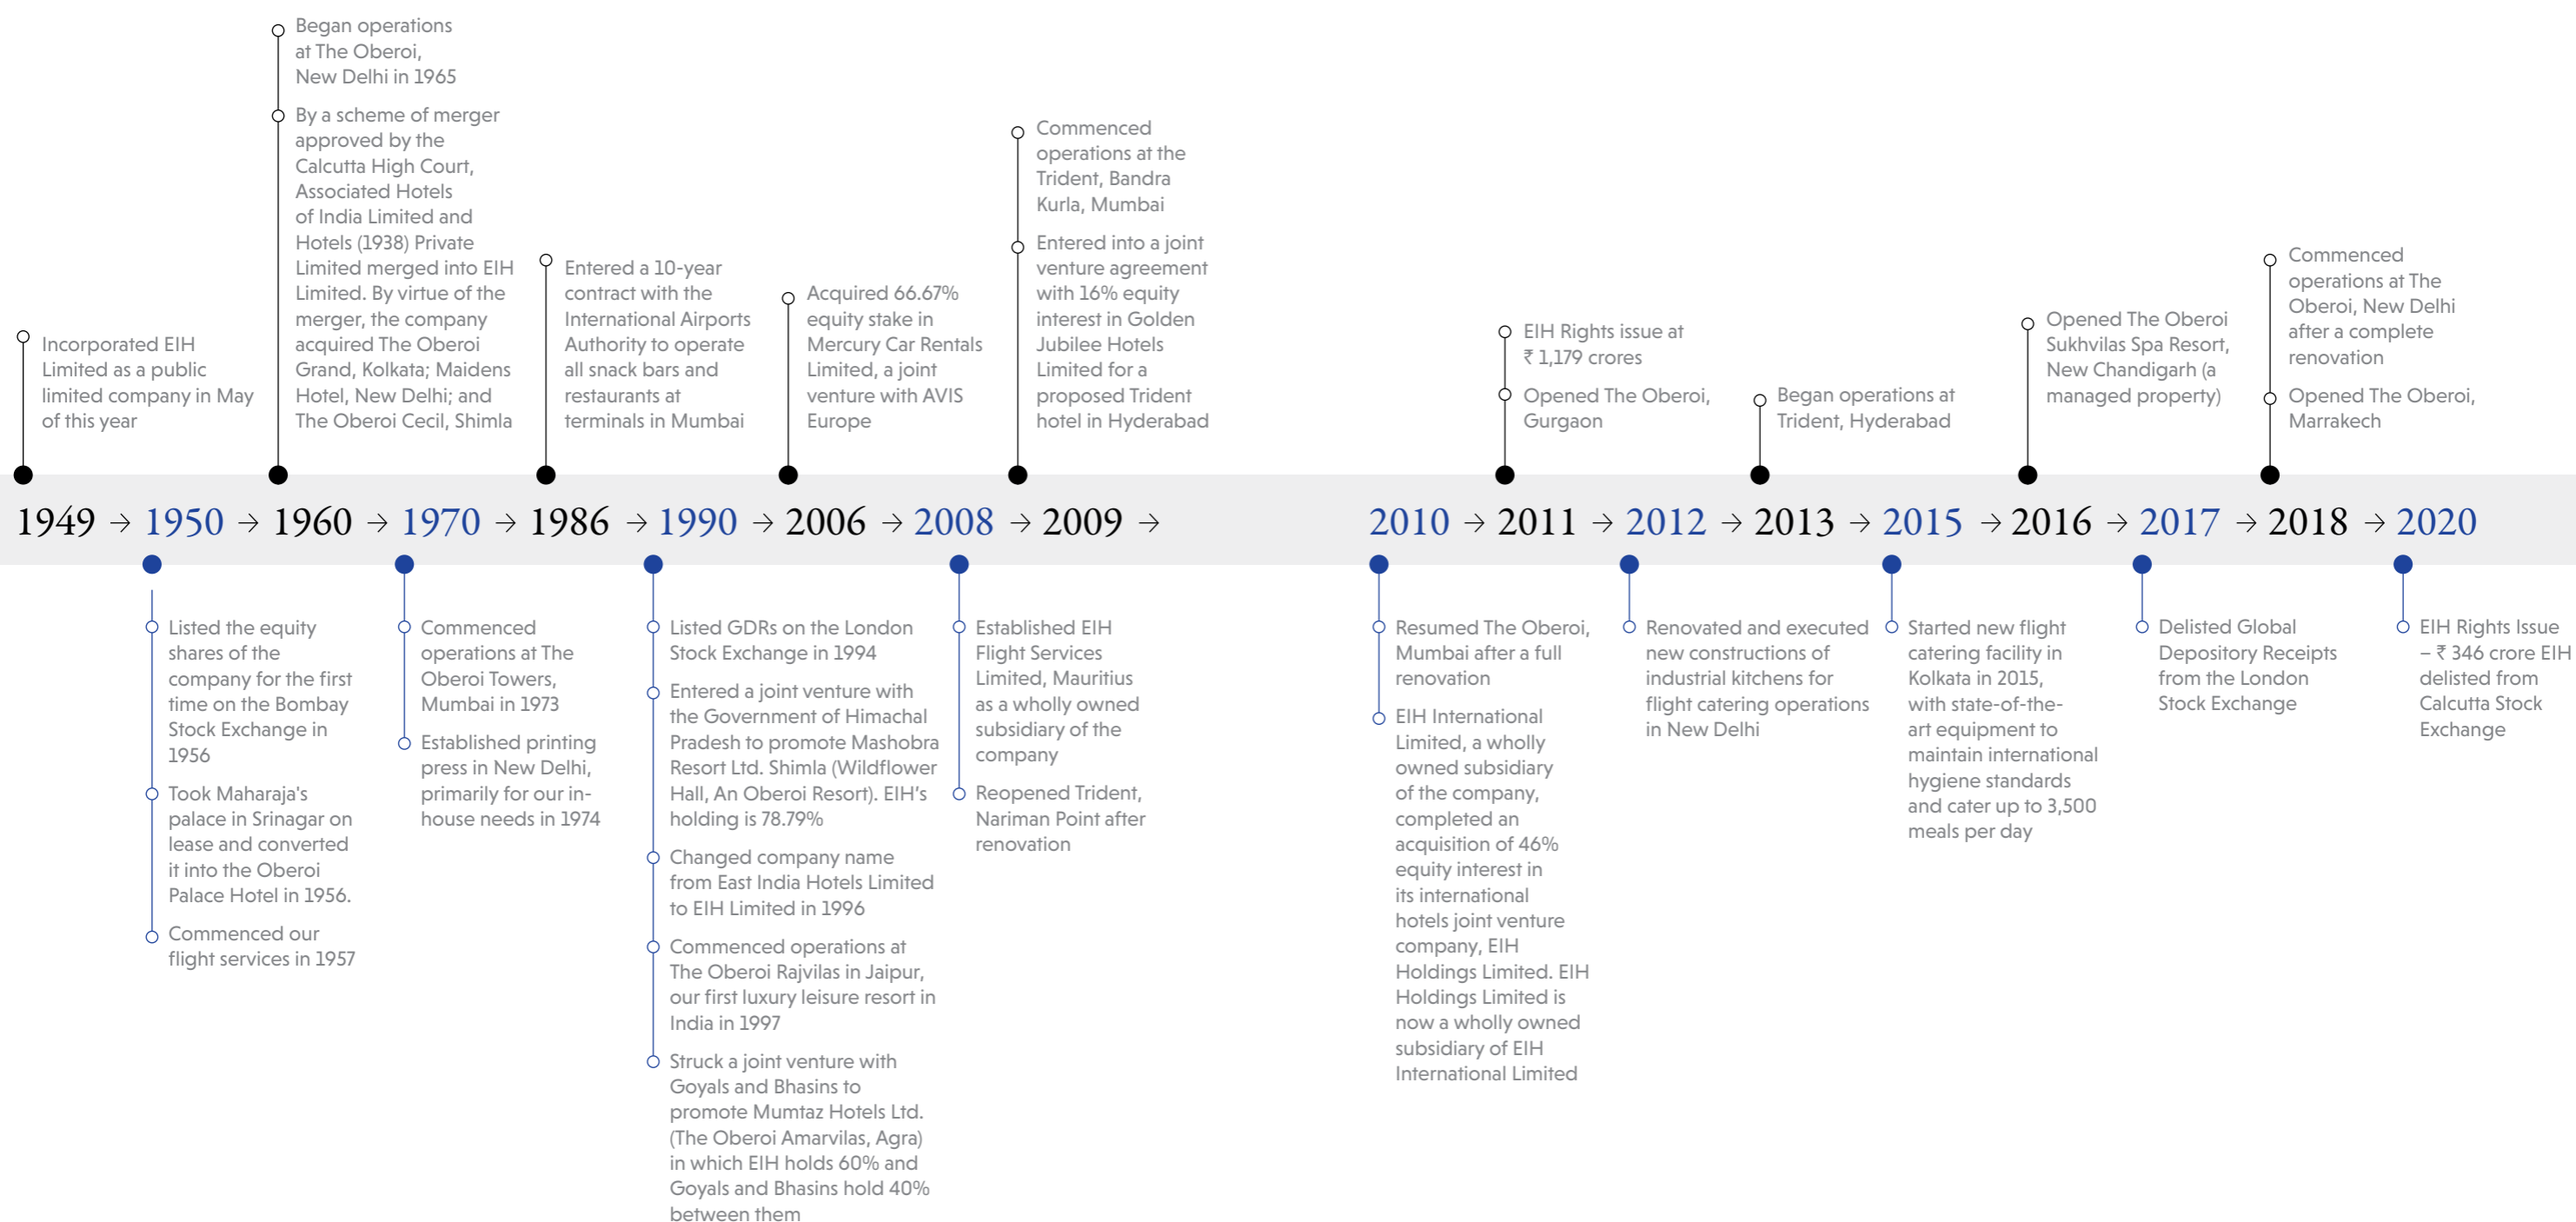 Began operations
at The Oberoi,
New Delhi in 1965
By a scheme of merger
approved by the
Calcutta High Court,
Associated Hotels
of India Limited and
Hotels (1938) Private
Limited merged into EIH
Limited. By virtue of the
merger, the company
acquired The Oberoi
Grand, Kolkata; Maidens
Hotel, New Delhi; and
The Oberoi Cecil, Shimla
Incorporated EIH
Limited as a public
limited company in May
of this year
Entered a 10-year
contract with the
International Airports
Authority to operate
all snack bars and
restaurants at
terminals in Mumbai
Acquired 66.67%
equity stake in
Mercury Car Rentals
Limited, a joint
venture with AVIS
Europe
Commenced
operations at the
Trident, Bandra
Kurla, Mumbai
Entered into a joint
venture agreement
with 16% equity
interest in Golden
Jubilee Hotels
Limited for a
proposed Trident
hotel in Hyderabad
EIH Rights issue at
₹ 1,179 crores
Opened The Oberoi,
Gurgaon
Began operations at
Trident, Hyderabad
Opened The Oberoi
Sukhvilas Spa Resort,
New Chandigarh (a
managed property)
Commenced
operations at The
Oberoi, New Delhi
after a complete
renovation
Opened The Oberoi,
Marrakech
1949 → 1950 → 1960 → 1970 → 1986 → 1990 → 2006 → 2008 → 2009 → 2010 → 2011 → 2012 → 2013 → 2015 → 2016 → 2017 → 2018 → 2020
Listed the equity
shares of the
company for the first
time on the Bombay
Stock Exchange in
1956
Took Maharaja's
palace in Srinagar on
lease and converted
it into the Oberoi
Palace Hotel in 1956.
Commenced our
flight services in 1957
Commenced
operations at The
Oberoi Towers,
Mumbai in 1973
Established printing
press in New Delhi,
primarily for our in-
house needs in 1974
Listed GDRs on the London
Stock Exchange in 1994
Entered a joint venture with
the Government of Himachal
Pradesh to promote Mashobra
Resort Ltd. Shimla (Wildflower
Hall, An Oberoi Resort). EIH's
holding is 78.79%
Changed company name
from East India Hotels Limited
to EIH Limited in 1996
Commenced operations at
The Oberoi Rajvilas in Jaipur,
our first luxury leisure resort in
India in 1997
Struck a joint venture with
Goyals and Bhasins to
promote Mumtaz Hotels Ltd.
(The Oberoi Amarvilas, Agra)
in which EIH holds 60% and
Goyals and Bhasins hold 40%
between them
Established EIH
Flight Services
Limited, Mauritius
as a wholly owned
subsidiary of the
company
Reopened Trident,
Nariman Point after
renovation
Resumed The Oberoi,
Mumbai after a full
renovation
EIH International
Limited, a wholly
owned subsidiary
of the company,
completed an
acquisition of 46%
equity interest in
its international
hotels joint venture
company, EIH
Holdings Limited. EIH
Holdings Limited is
now a wholly owned
subsidiary of EIH
International Limited
Renovated and executed
new constructions of
industrial kitchens for
flight catering operations
in New Delhi
Started new flight
catering facility in
Kolkata in 2015,
with state-of-the-
art equipment to
maintain international
hygiene standards
and cater up to 3,500
meals per day
Delisted Global
Depository Receipts
from the London
Stock Exchange
EIH Rights Issue
– ₹ 346 crore EIH
delisted from
Calcutta Stock
Exchange